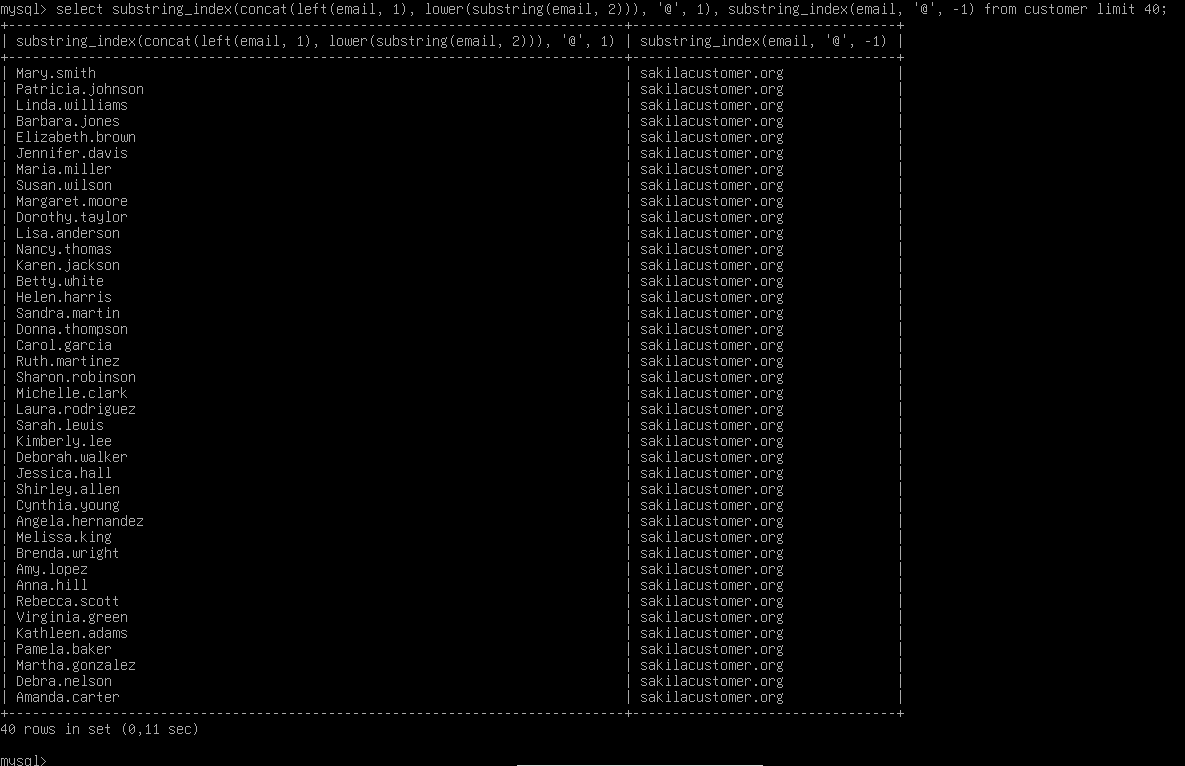 mysql> select substring_index(concat(left(email, 1), lower(substring(email, 2))), '@', 1), substring_index(email, '@', -1) from customer limit 40;
+-----------------------------------------------------------------------------+---------------------------------+
| substring_index(concat(left(email, 1), lower(substring(email, 2))), '@', 1) | substring_index(email, '@', -1) |
+-----------------------------------------------------------------------------+---------------------------------+
| Mary.smith | sakilacustomer.org |
| Patricia.johnson | sakilacustomer.org |
| Linda.williams | sakilacustomer.org |
| Barbara.jones | sakilacustomer.org |
| Elizabeth.brown | sakilacustomer.org |
| Jennifer.davis | sakilacustomer.org |
| Maria.miller | sakilacustomer.org |
| Susan.wilson | sakilacustomer.org |
| Margaret.moore | sakilacustomer.org |
| Dorothy.taylor | sakilacustomer.org |
| Lisa.anderson | sakilacustomer.org |
| Nancy.thomas | sakilacustomer.org |
| Karen.jackson | sakilacustomer.org |
| Betty.white | sakilacustomer.org |
| Helen.harris | sakilacustomer.org |
| Sandra.martin | sakilacustomer.org |
| Donna.thompson | sakilacustomer.org |
| Carol.garcia | sakilacustomer.org |
| Ruth.martinez | sakilacustomer.org |
| Sharon.robinson | sakilacustomer.org |
| Michelle.clark | sakilacustomer.org |
| Laura.rodriguez | sakilacustomer.org |
| Sarah.lewis | sakilacustomer.org |
| Kimberly.lee | sakilacustomer.org |
| Deborah.walker | sakilacustomer.org |
| Jessica.hall | sakilacustomer.org |
| Shirley.allen | sakilacustomer.org |
| Cynthia.young | sakilacustomer.org |
| Angela.hernandez | sakilacustomer.org |
| Melissa.king | sakilacustomer.org |
| Brenda.wright | sakilacustomer.org |
| Amy.lopez | sakilacustomer.org |
| Anna.hill | sakilacustomer.org |
| Rebecca.scott | sakilacustomer.org |
| Virginia.green | sakilacustomer.org |
| Kathleen.adams | sakilacustomer.org |
| Pamela.baker | sakilacustomer.org |
| Martha.gonzalez | sakilacustomer.org |
| Debra.nelson | sakilacustomer.org |
| Amanda.carter | sakilacustomer.org |
+-----------------------------------------------------------------------------+---------------------------------+
40 rows in set (0,11 sec)
mysql>